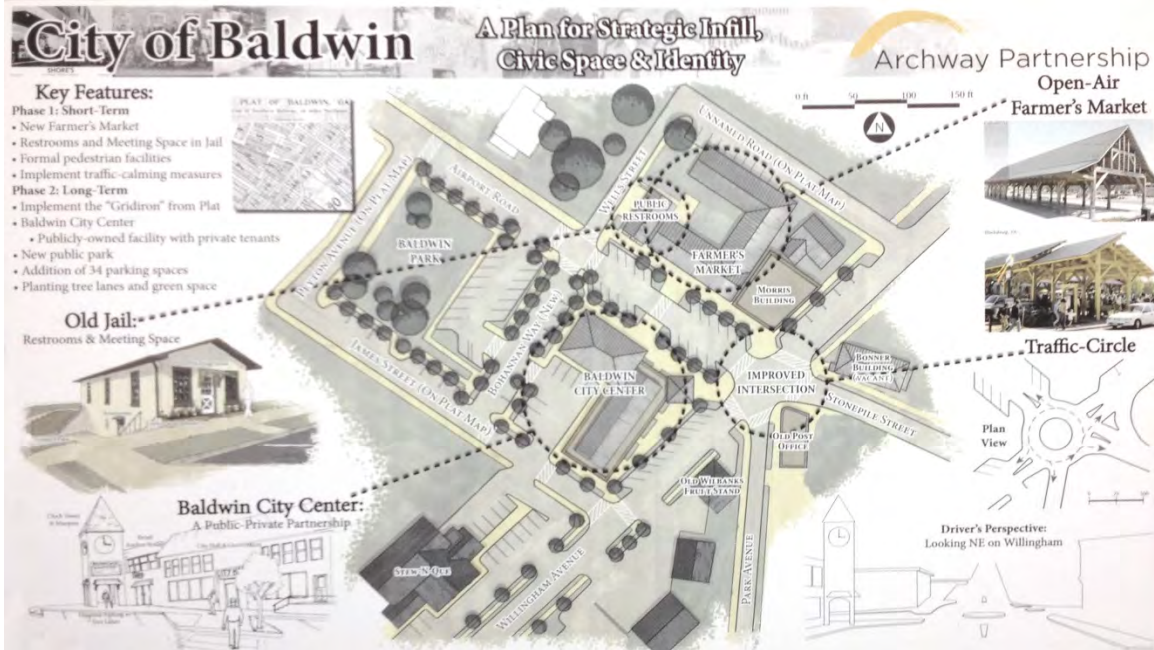 City of Baldwin
A Plan for Strategic Infill,
Civic Space & Identity
Archway Partnership
Key Features:
Phase 1: Short-Term
• New Farmer's Market
• Restrooms and Meeting Space in Jail
• Formal pedestrian facilities
• Implement traffic-calming measures
Phase 2: Long-Term
• Implement the "Gridiron" from Plat
• Baldwin City Center
• Publicly-owned facility with private tenants
• New public park
• Addition of 34 parking spaces
• Planting tree lanes and green space
PLAT OF BALDWIN, GA
Old Jail:
Restrooms & Meeting Space
Baldwin City Center:
A Public-Private Partnership
0 ft 50 100 150 ft
N
Peyton Avenue (on Plat Map)
Airport Road
Wells Street
Unnamed Road (on Plat Map)
Public
Restrooms
Baldwin
Park
Farmer's
Market
Morris
Building
Bohannan Way (New)
James Street (on Plat Map)
Baldwin
City Center
Improved
Intersection
Bonner
Building
(vacant)
Stonepile Street
Old Post
Office
Old Wilbanks
Fruit Stand
Stew-N-Que
Willingham Avenue
Park Avenue
Open-Air
Farmer's Market
Traffic-Circle
Plan
View
Driver's Perspective:
Looking NE on Willingham